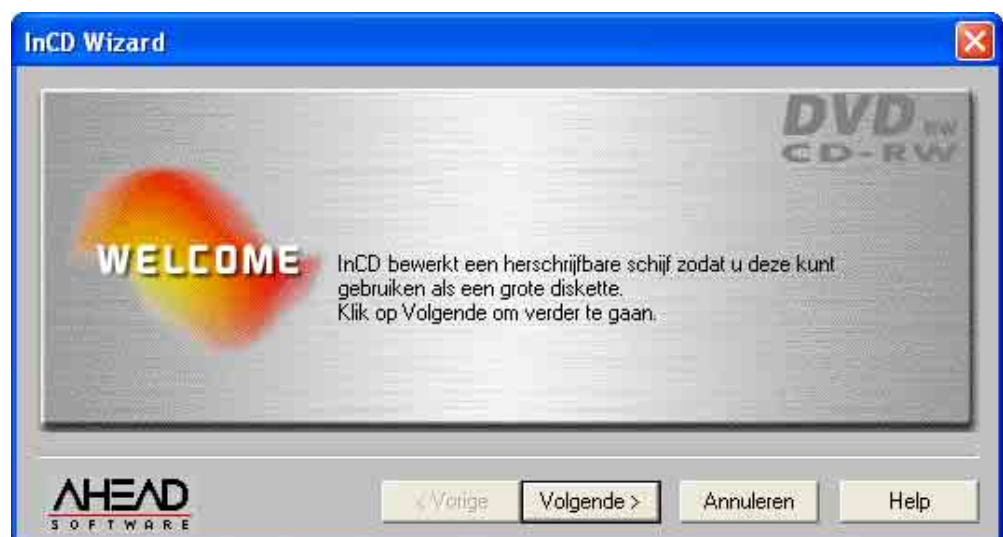 InCD Wizard
DVD RW
CD-RW
WELCOME
InCD bewerkt een herschrijfbare schijf zodat u deze kunt
gebruiken als een grote diskette.
Klik op Volgende om verder te gaan.
AHEAD
SOFTWARE
< Vorige Volgende > Annuleren Help